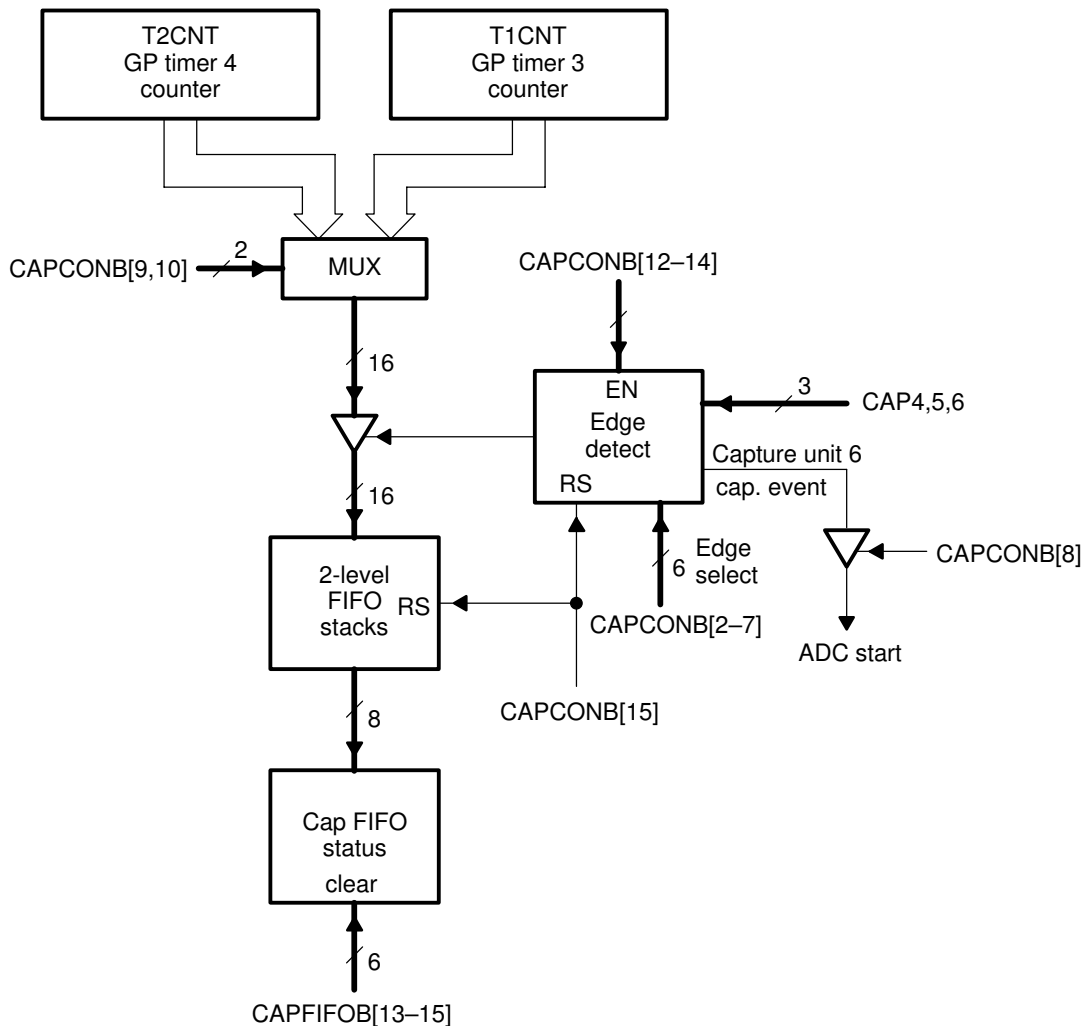 T2CNT
GP timer 4
counter
T1CNT
GP timer 3
counter
CAPCONB[9,10]
2
MUX
CAPCONB[12–14]
16
EN
Edge
detect
RS
3
CAP4,5,6
Capture unit 6
cap. event
16
6
Edge
select
CAPCONB[8]
2-level
FIFO
stacks
RS
CAPCONB[2–7]
ADC start
CAPCONB[15]
8
Cap FIFO
status
clear
6
CAPFIFOB[13–15]